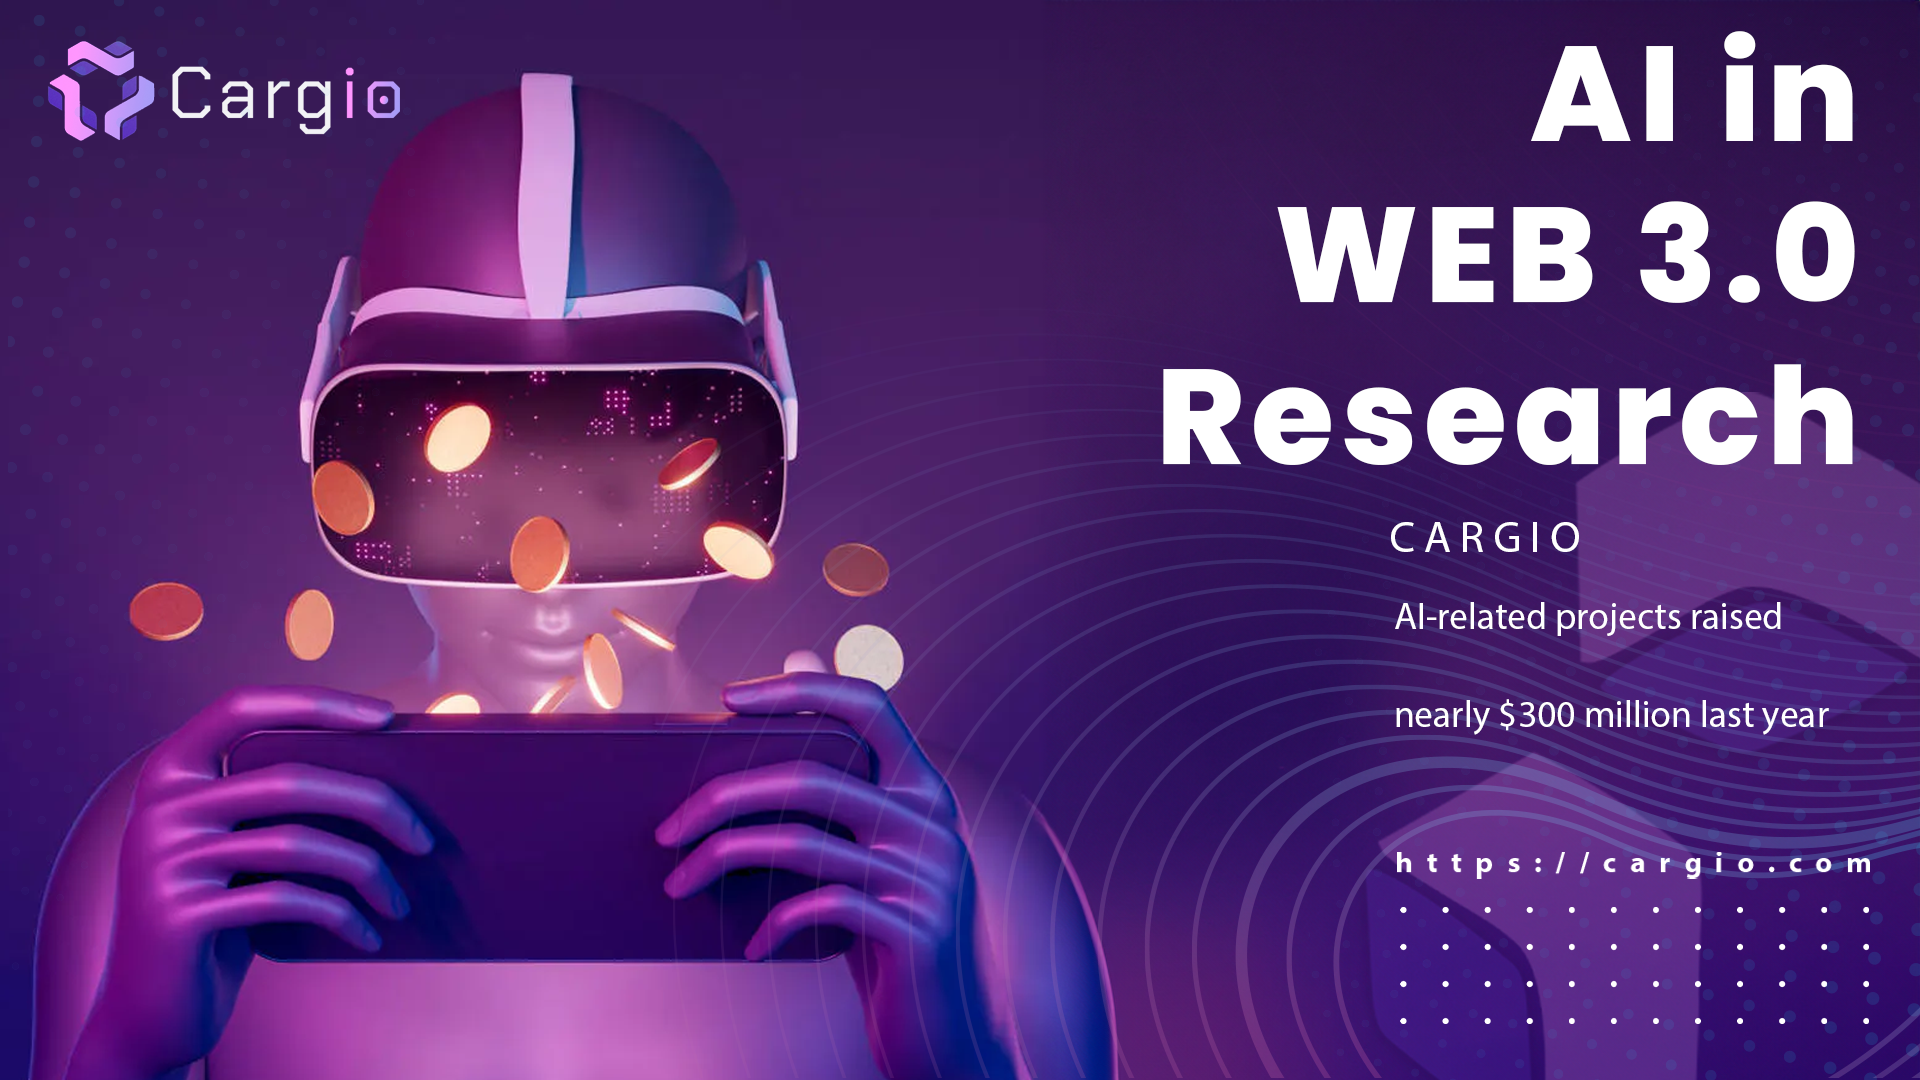 Cargio
AI in
WEB 3.0
Research
CARGIO
AI-related projects raised
nearly $300 million last year
https://cargio.com